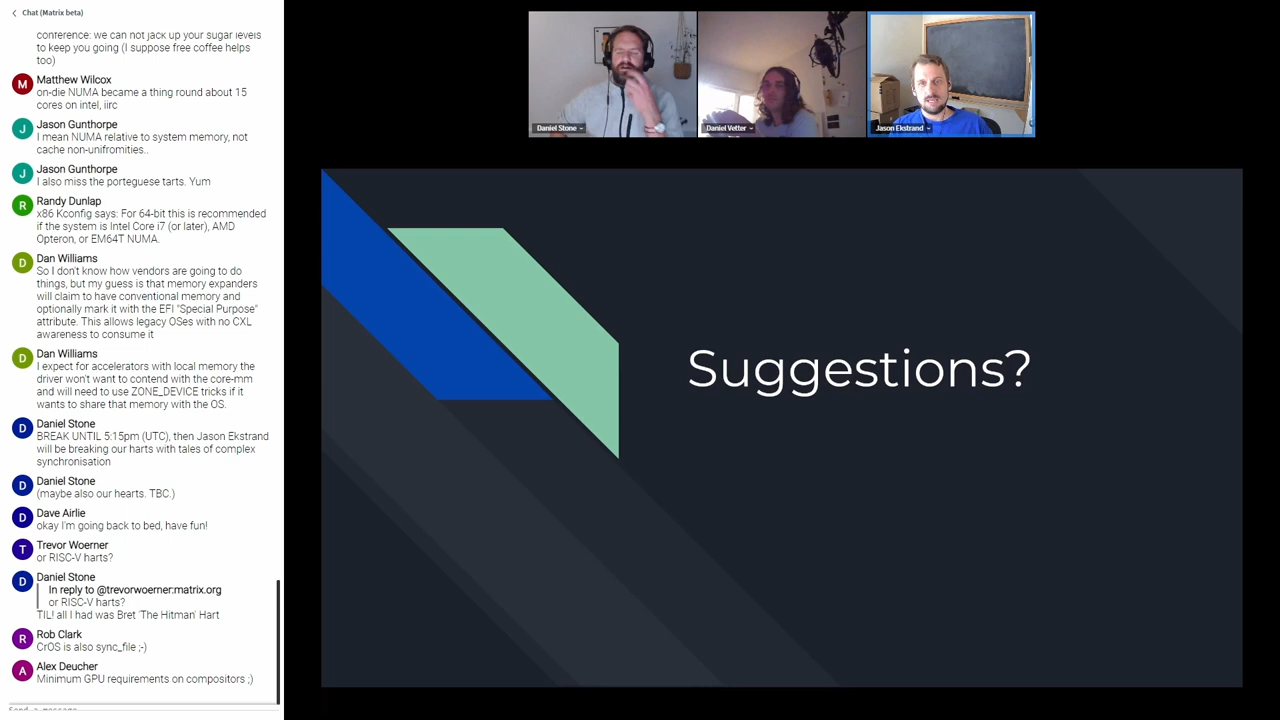 Chat (Matrix beta)
conference: we can not jack up your sugar levels
to keep you going (I suppose free coffee helps
too)
M
Matthew Wilcox
on-die NUMA became a thing round about 15
cores on intel, iirc
J
Jason Gunthorpe
I mean NUMA relative to system memory, not
cache non-unifromities..
J
Jason Gunthorpe
I also miss the porteguese tarts. Yum
R
Randy Dunlap
x86 Kconfig says: For 64-bit this is recommended
if the system is Intel Core i7 (or later), AMD
Opteron, or EM64T NUMA.
D
Dan Williams
So I don't know how vendors are going to do
things, but my guess is that memory expanders
will claim to have conventional memory and
optionally mark it with the EFI "Special Purpose"
attribute. This allows legacy OSes with no CXL
awareness to consume it
D
Dan Williams
I expect for accelerators with local memory the
driver won't want to contend with the core-mm
and will need to use ZONE_DEVICE tricks if it
wants to share that memory with the OS.
D
Daniel Stone
BREAK UNTIL 5:15pm (UTC), then Jason Ekstrand
will be breaking our harts with tales of complex
synchronisation
D
Daniel Stone
(maybe also our hearts. TBC.)
D
Dave Airlie
okay I'm going back to bed, have fun!
T
Trevor Woerner
or RISC-V harts?
D
Daniel Stone
In reply to @trevorwoerner:matrix.org
or RISC-V harts?
TIL! all I had was Bret 'The Hitman' Hart
R
Rob Clark
CrOS is also sync_file ;-)
A
Alex Deucher
Minimum GPU requirements on compositors ;)
Send a message
Daniel Stone
Daniel Vetter
Jason Ekstrand
Suggestions?